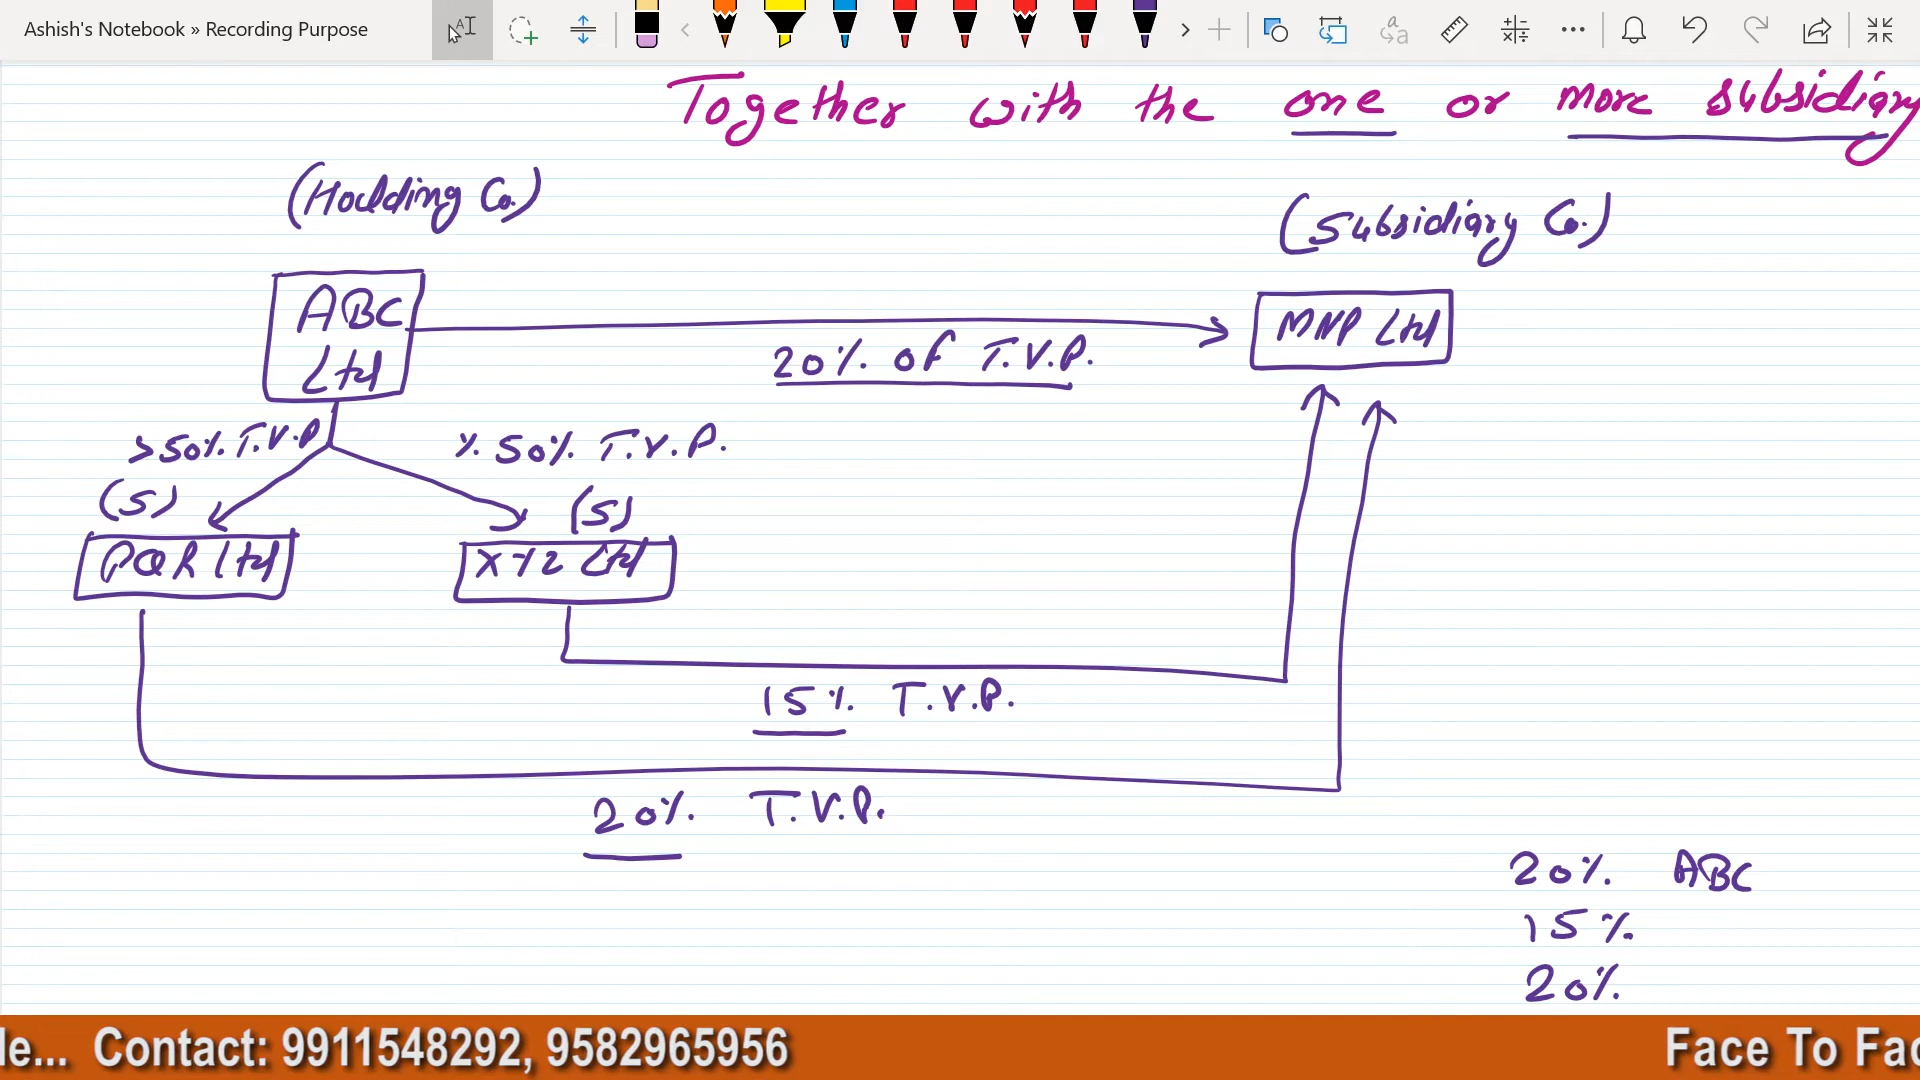 Ashish's Notebook » Recording Purpose
Together with the one or more subsidiary
(Houlding Co.)
(Subsidiary Co.)
ABC
Ltd
MNP Ltd
20% of T.V.P.
>50% T.V.P
50% T.V.P.
(S)
(S)
PQR Ltd
XYZ Ltd
15% T.V.P.
20% T.V.P.
20% ABC
15%
20%
le... Contact: 9911548292, 9582965956
Face To Fac